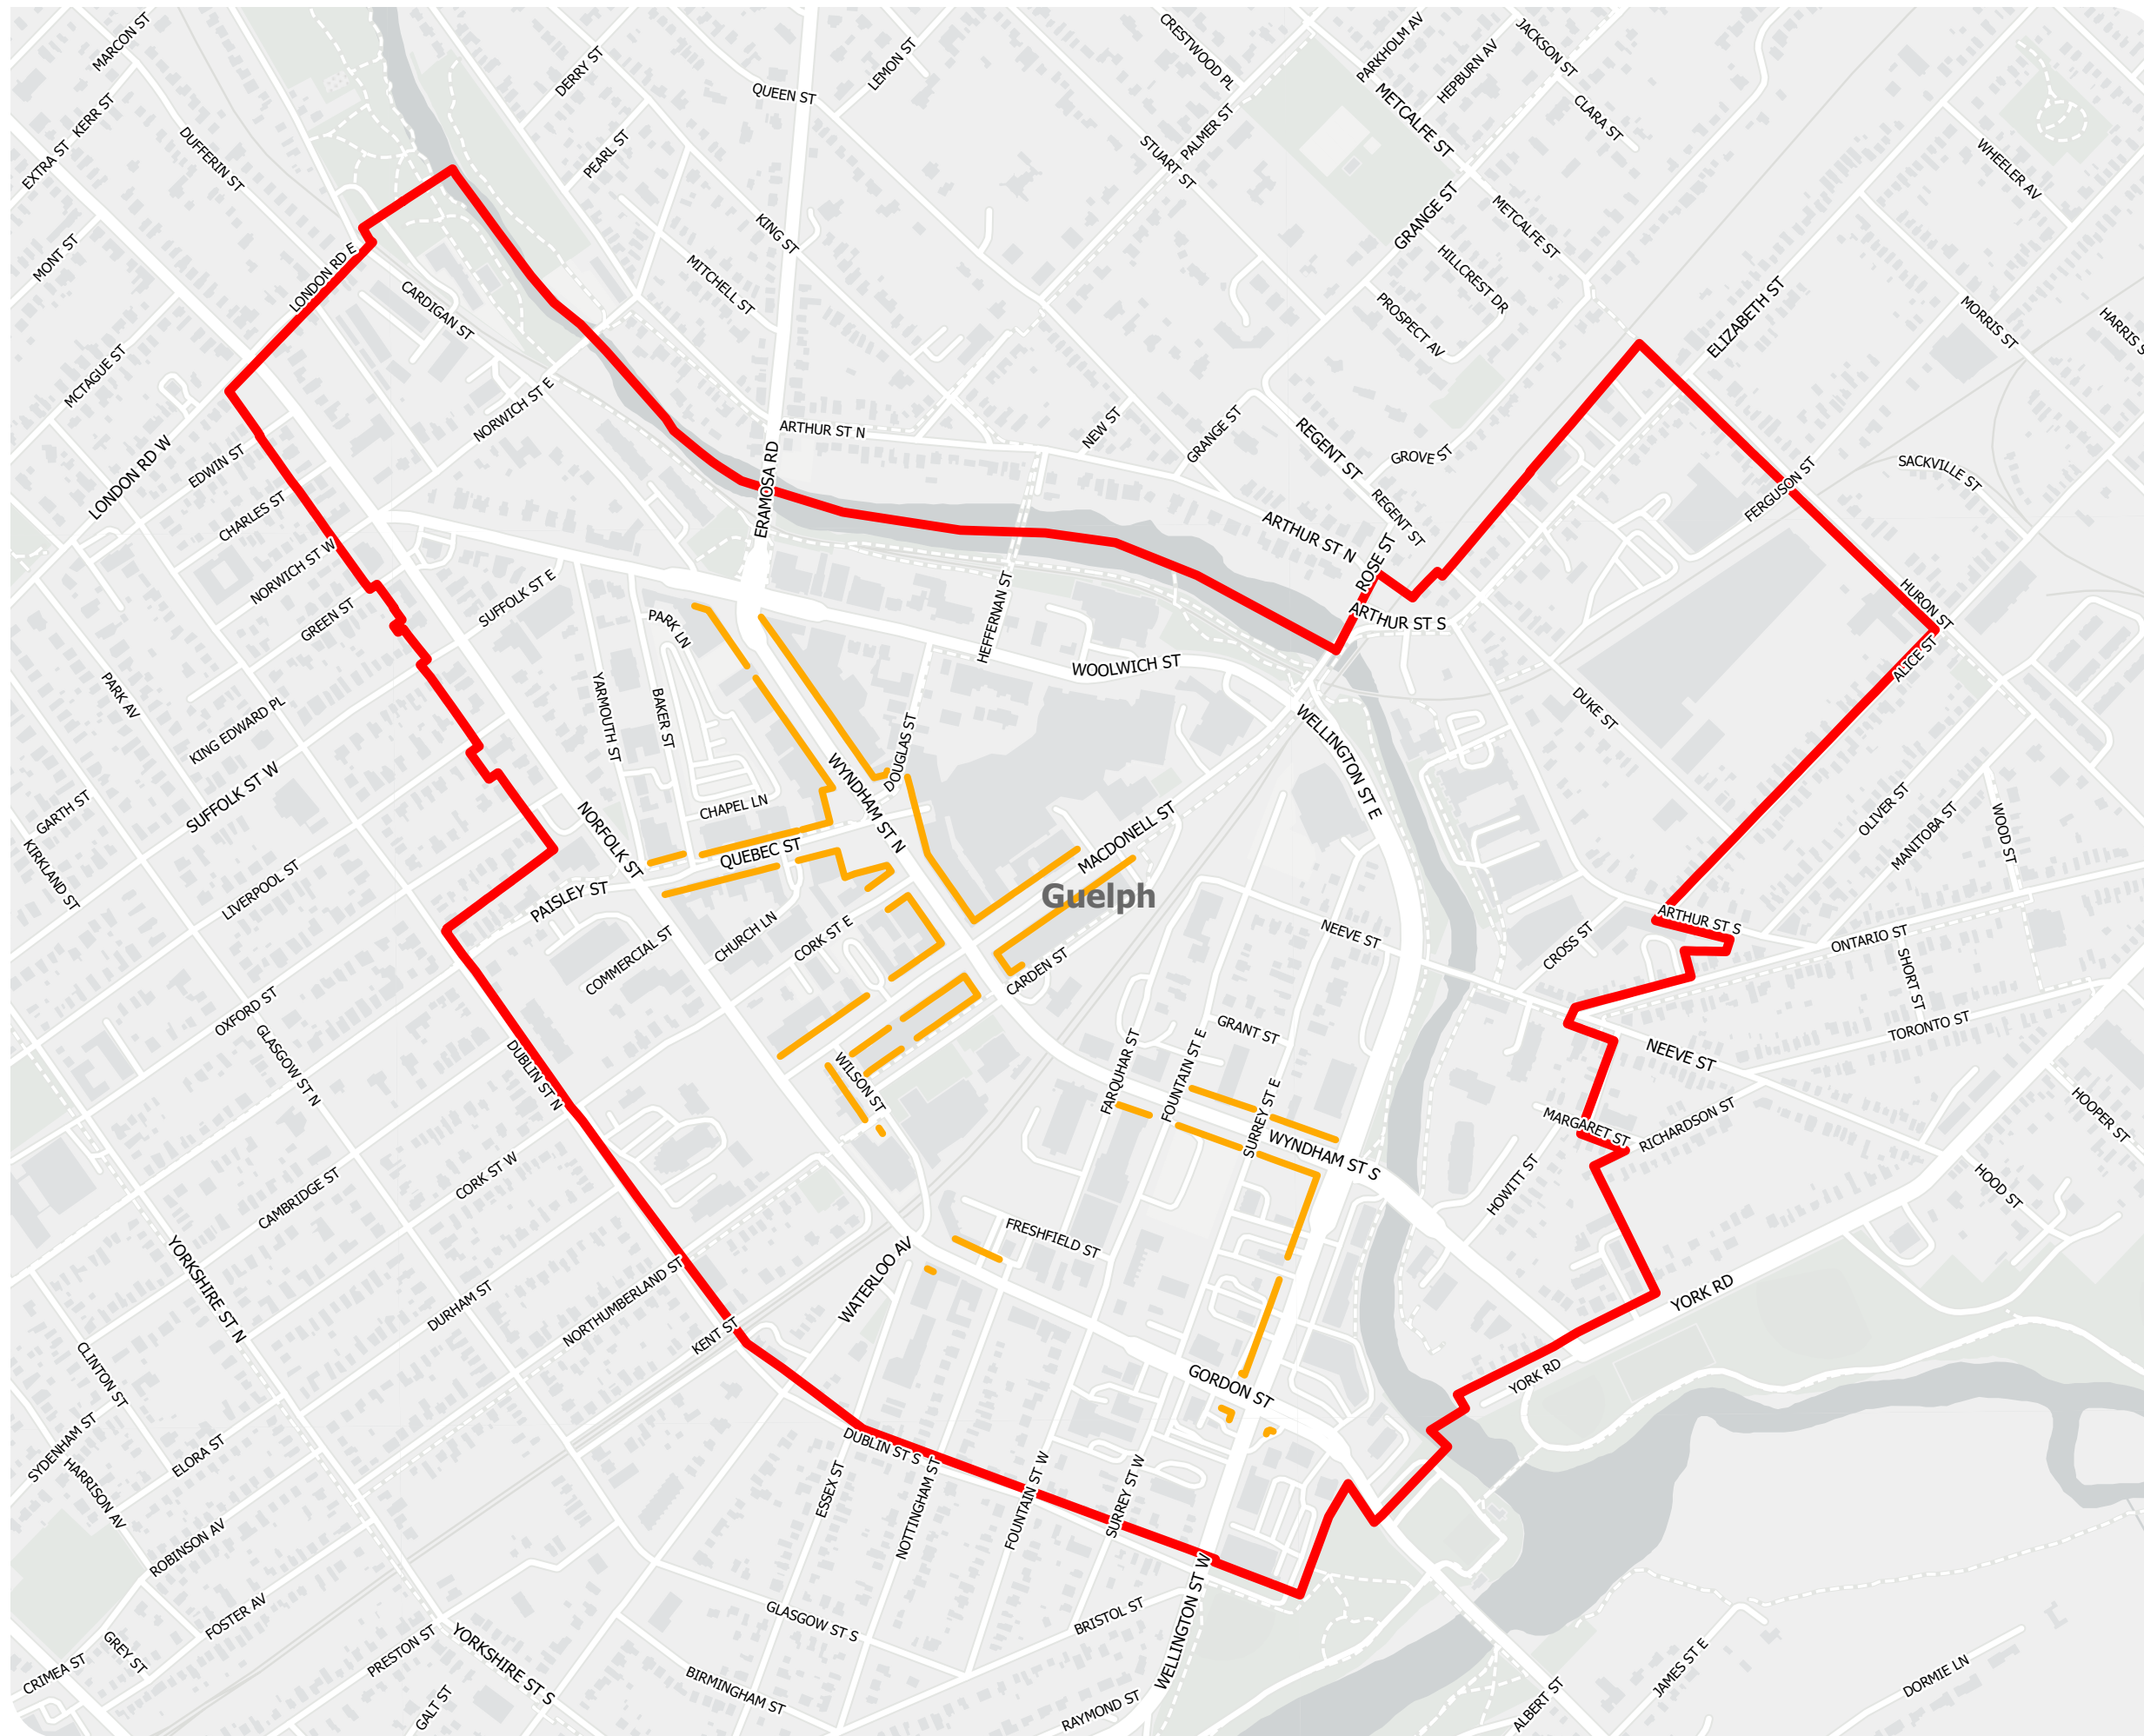 MARCON ST
DERRY ST
QUEEN ST
LEMON ST
CRESTWOOD PL
PARKHOLM AV
HEPBURN AV
JACKSON ST
CLARA ST
KERR ST
EXTRA ST
DUFFERIN ST
PEARL ST
STUART ST
PALMER ST
METCALFE ST
WHEELER AV
MONT ST
LONDON RD E
KING ST
MITCHELL ST
GRANGE ST
METCALFE ST
HILLCREST DR
PROSPECT AV
ELIZABETH ST
MORRIS ST
HARRIS S
CARDIGAN ST
MCTAGUE ST
NORWICH ST E
ARTHUR ST N
NEW ST
GRANGE ST
REGENT ST
GROVE ST
SACKVILLE ST
FERGUSON ST
LONDON RD W
EDWIN ST
CHARLES ST
ERAMOSA RD
REGENT ST
ARTHUR ST N
ROSE ST
NORWICH ST W
GREEN ST
SUFFOLK ST E
PARK LN
HEFFERNAN ST
ARTHUR ST S
HURON ST
ALICE ST
WOOLWICH ST
PARK AV
KING EDWARD PL
YARMOUTH ST
BAKER ST
DOUGLAS ST
WELLINGTON ST E
DUKE ST
SUFFOLK ST W
GARTH ST
KIRKLAND ST
NORFOLK ST
CHAPEL LN
WYNDHAM ST N
QUEBEC ST
MACDONELL ST
Guelph
OLIVER ST
MANITOBA ST
WOOD ST
LIVERPOOL ST
PAISLEY ST
COMMERCIAL ST
CHURCH LN
CORK ST E
CARDEN ST
NEEVE ST
CROSS ST
ARTHUR ST S
ONTARIO ST
SHORT ST
TORONTO ST
OXFORD ST
GLASGOW ST N
DUBLIN ST N
WILSON ST
GRANT ST
FARQUHAR ST
FOUNTAIN ST E
SURREY ST E
NEEVE ST
MARGARET ST
RICHARDSON ST
HOOPER ST
WYNDHAM ST S
HOWITT ST
HOOD ST
CAMBRIDGE ST
CORK ST W
YORKSHIRE ST N
DURHAM ST
NORTHUMBERLAND ST
KENT ST
WATERLOO AV
FRESHFIELD ST
YORK RD
YORK RD
GORDON ST
CLINTON ST
SYDENHAM ST
HARRISON AV
ELORA ST
ROBINSON AV
DUBLIN ST S
ESSEX ST
NOTTINGHAM ST
FOUNTAIN ST W
SURREY ST W
WELLINGTON ST W
FOSTER AV
GREY ST
CRIMEA ST
PRESTON ST
YORKSHIRE ST S
GALT ST
GLASGOW ST S
BIRMINGHAM ST
BRISTOL ST
RAYMOND ST
ALBERT ST
JAMES ST E
DORMIE LN